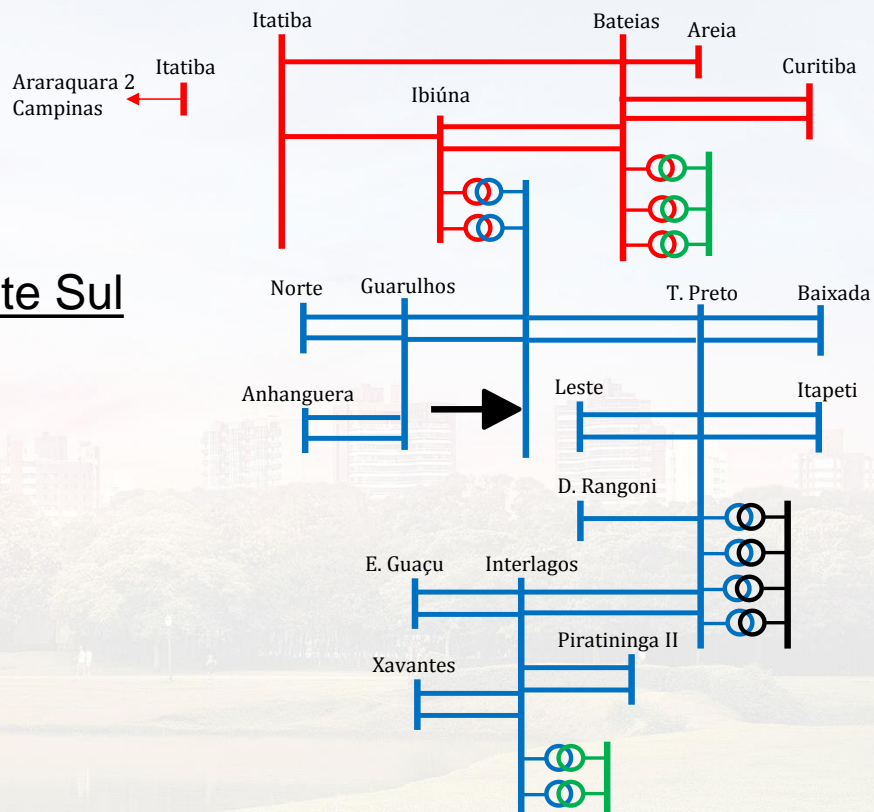 Itatiba
Bateias
Areia
Araraquara 2
Campinas
Itatiba
Curitiba
Ibiúna
te Sul
Norte
Guarulhos
T. Preto
Baixada
Anhanguera
Leste
Itapeti
D. Rangoni
E. Guaçu
Interlagos
Piratininga II
Xavantes